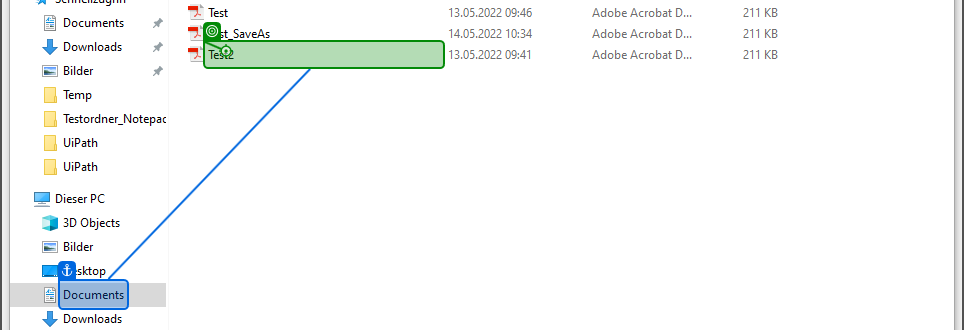 Schnellzugriff
Documents
Downloads
Bilder
Temp
Testordner_Notepad
UiPath
UiPath
Dieser PC
3D Objects
Bilder
Desktop
Documents
Downloads
Test 13.05.2022 09:46 Adobe Acrobat D... 211 KB
Test_SaveAs 14.05.2022 10:34 Adobe Acrobat D... 211 KB
Test2 13.05.2022 09:41 Adobe Acrobat D... 211 KB